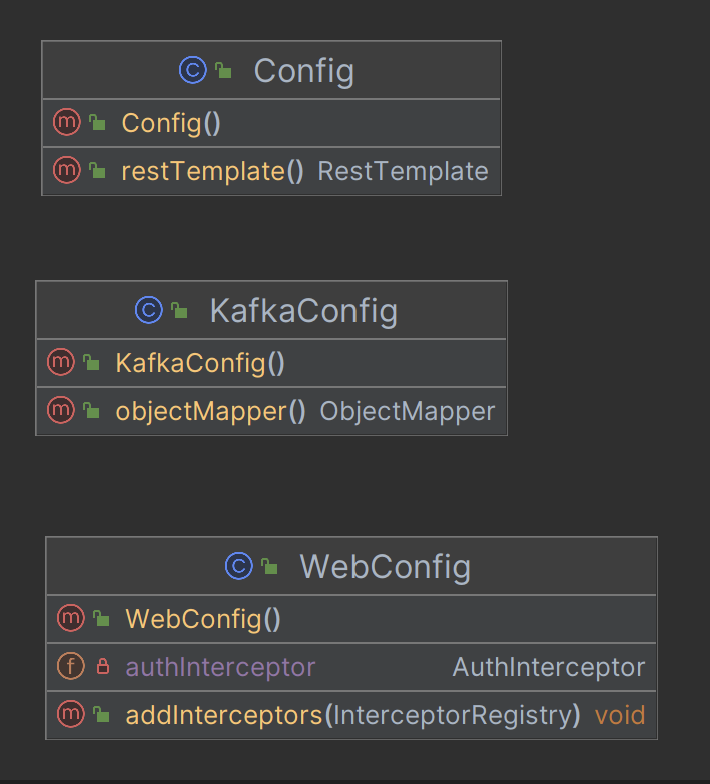 C Config
m Config()
m restTemplate() RestTemplate
C KafkaConfig
m KafkaConfig()
m objectMapper() ObjectMapper
C WebConfig
m WebConfig()
f authInterceptor AuthInterceptor
m addInterceptors(InterceptorRegistry) void